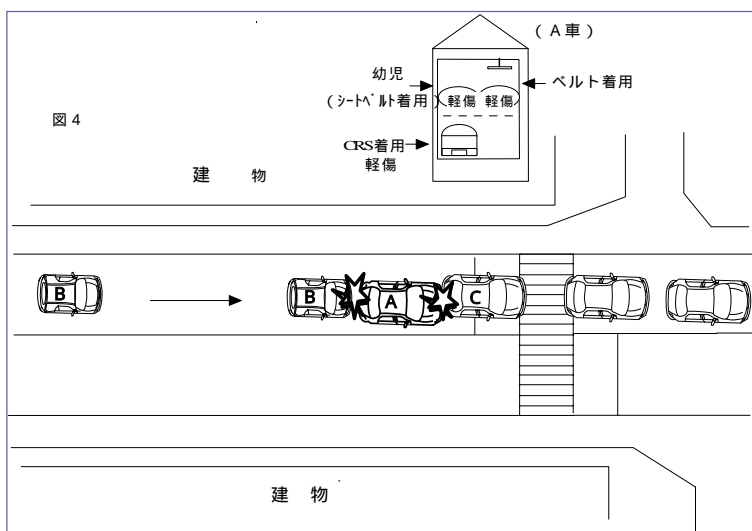 （A車）
幼児
（ｼｰﾄﾍﾞﾙﾄ着用）
軽傷 軽傷
ベルト着用
図４
CRS着用
軽傷
建 物
B
B
A
C
建 物